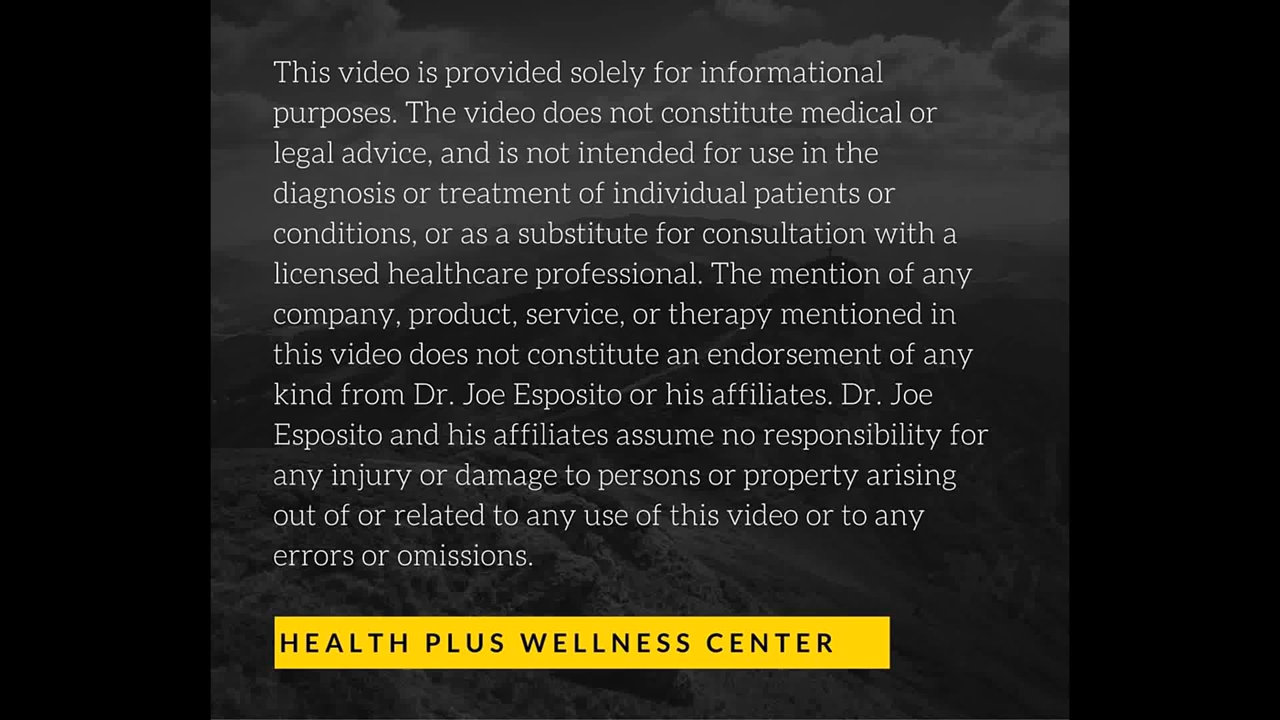 This video is provided solely for informational
purposes. The video does not constitute medical or
legal advice, and is not intended for use in the
diagnosis or treatment of individual patients or
conditions, or as a substitute for consultation with a
licensed healthcare professional. The mention of any
company, product, service, or therapy mentioned in
this video does not constitute an endorsement of any
kind from Dr. Joe Esposito or his affiliates. Dr. Joe
Esposito and his affiliates assume no responsibility for
any injury or damage to persons or property arising
out of or related to any use of this video or to any
errors or omissions.
HEALTH PLUS WELLNESS CENTER